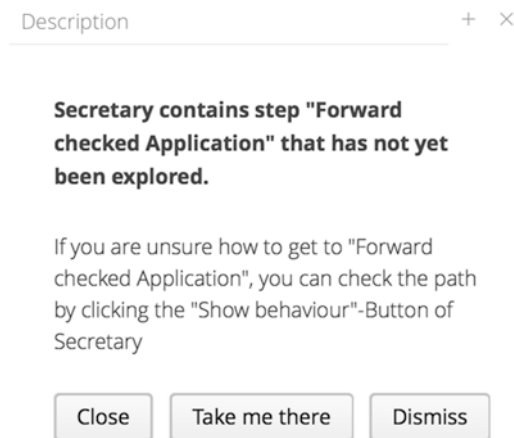 Description + ×
Secretary contains step "Forward
checked Application" that has not yet
been explored.
If you are unsure how to get to "Forward
checked Application", you can check the path
by clicking the "Show behaviour"-Button of
Secretary
Close Take me there Dismiss